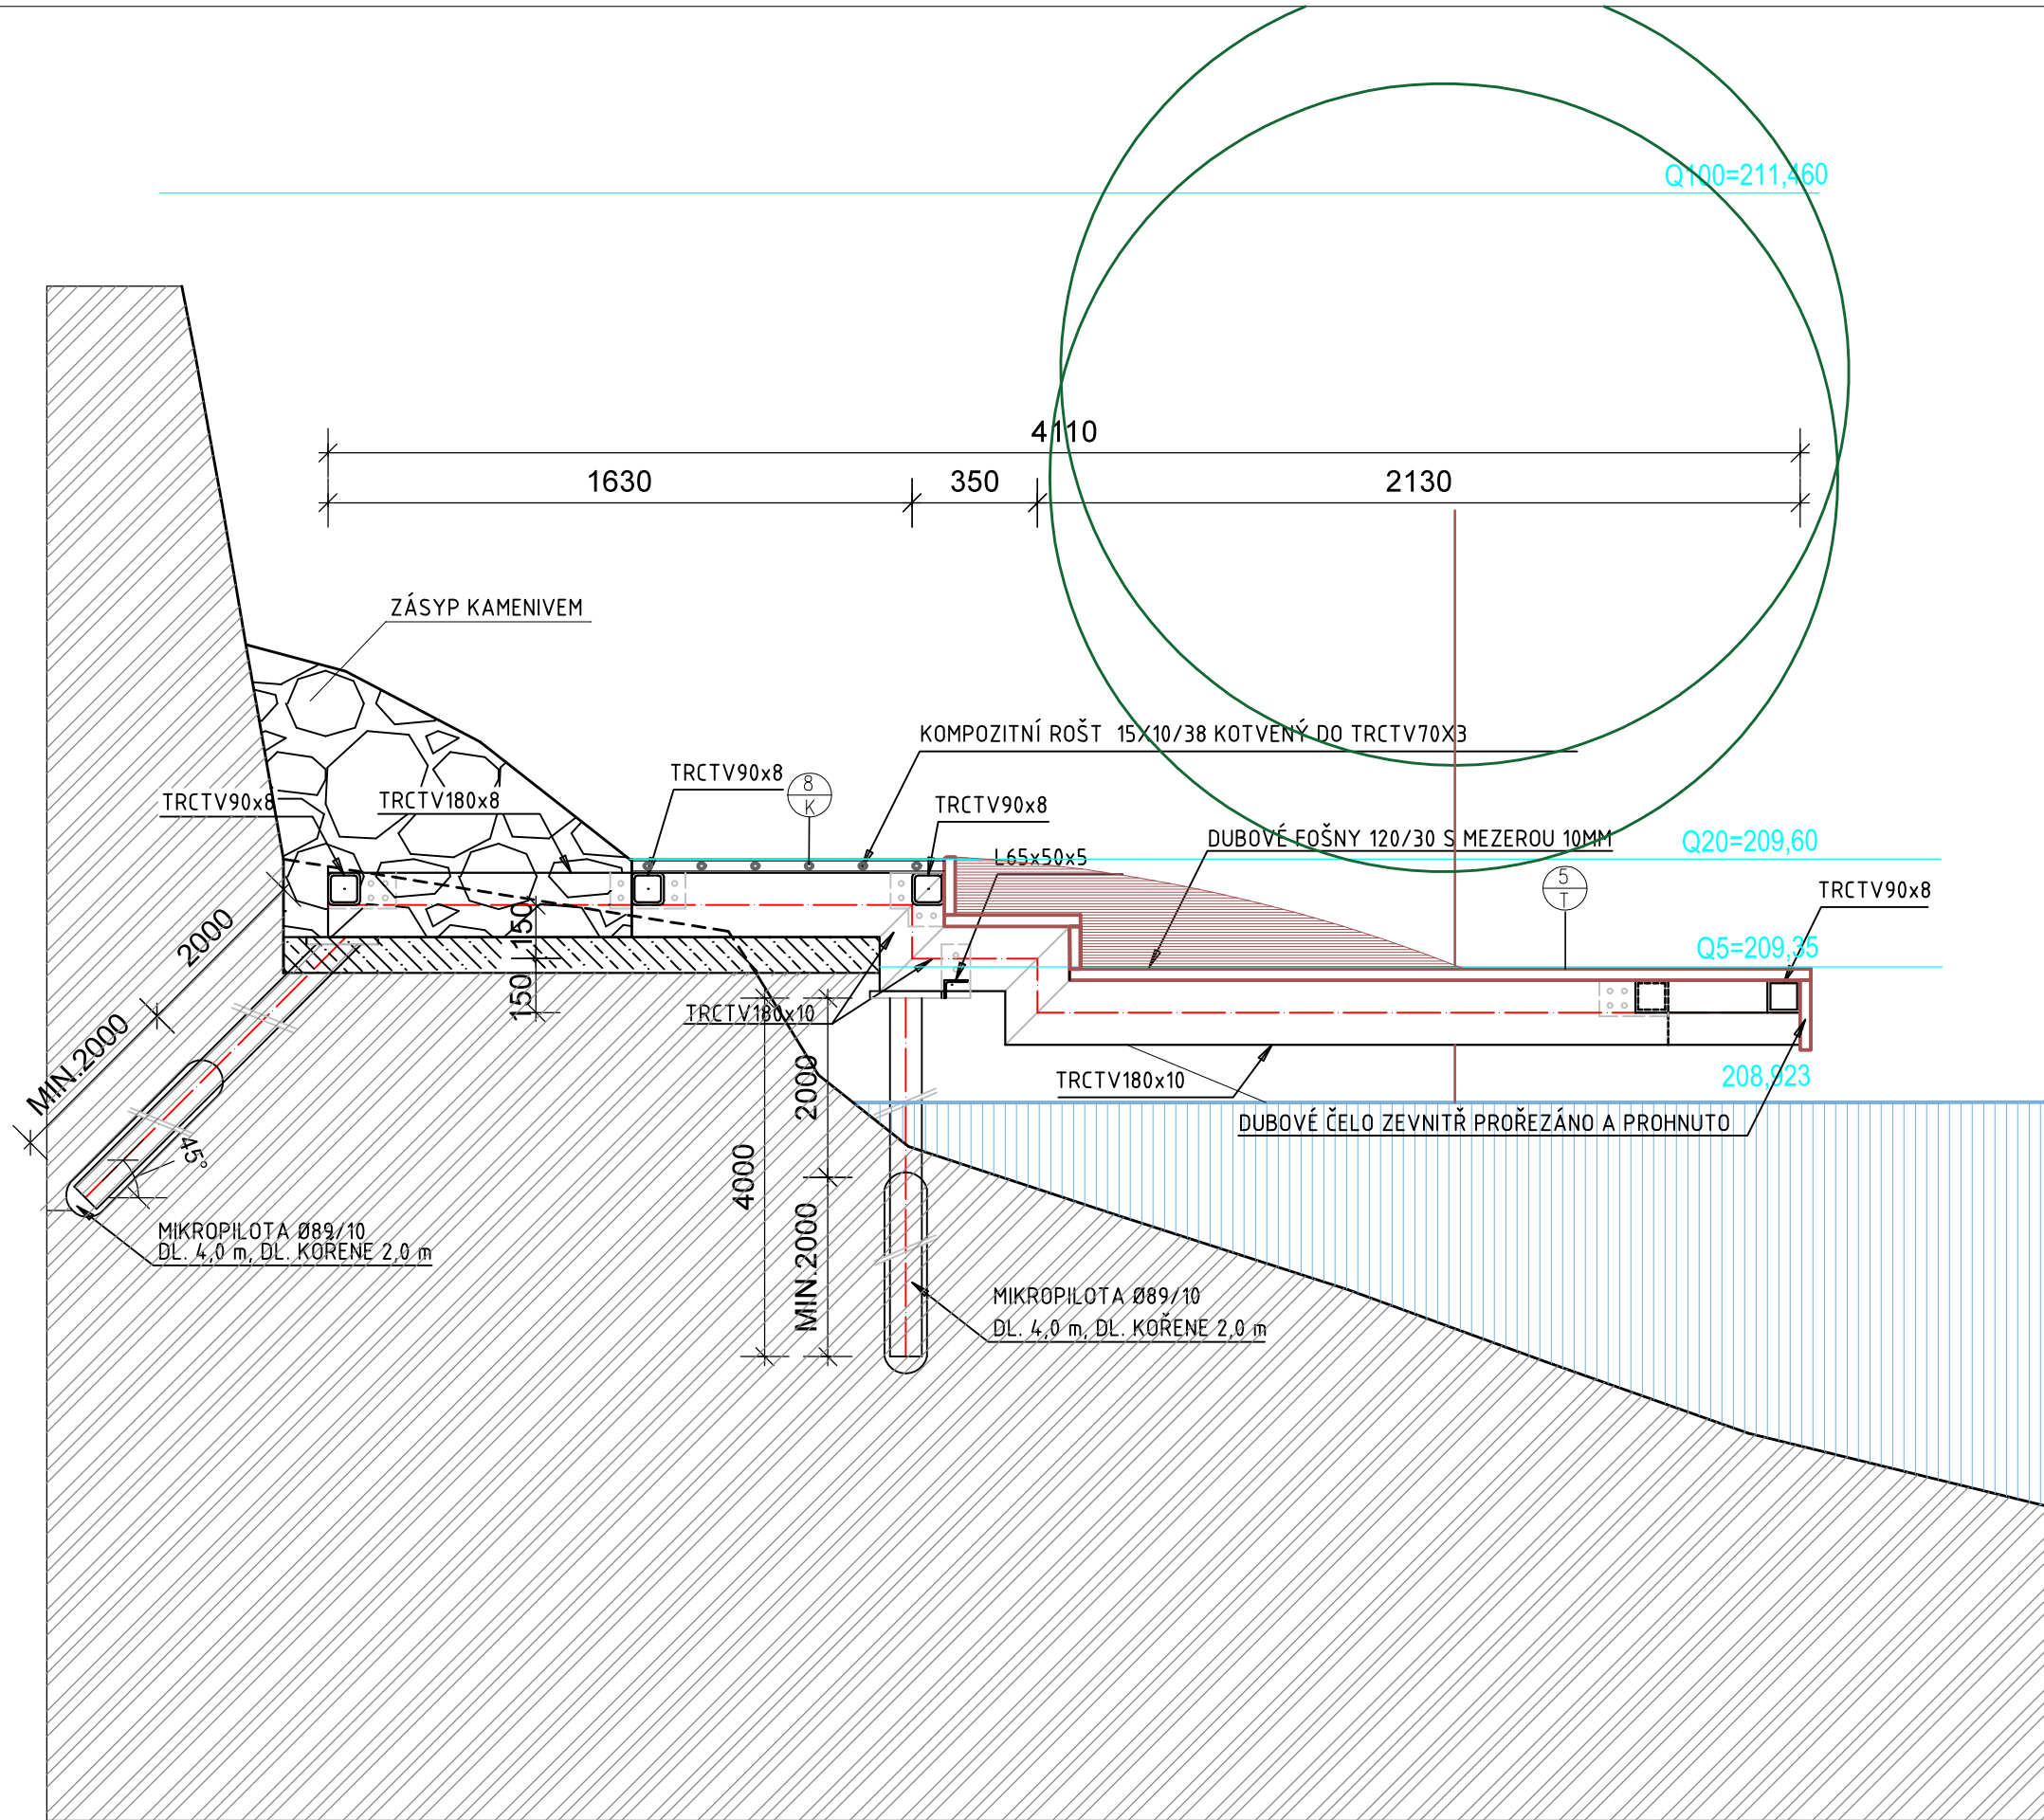 Q100=211,460
4110
1630
350
2130
ZÁSYP KAMENIVEM
KOMPOZITNÍ ROŠT 15X10/38 KOTVENÝ DO TRCTV70X3
TRCTV90x8
8
K
TRCTV90x8
TRCTV180x8
TRCTV90x8
DUBOVÉ FOŠNY 120/30 S MEZEROU 10MM
Q20=209,60
L65x50x5
5
T
TRCTV90x8
150
2000
Q5=209,35
150
TRCTV180x10
MIN.2000
2000
TRCTV180x10
208,923
DUBOVÉ ČELO ZEVNITŘ PROŘEZÁNO A PROHNUTO
45°
4000
MIKROPILOTA Ø89/10
DL. 4,0 m, DL. KOŘENE 2,0 m
MIN.2000
MIKROPILOTA Ø89/10
DL. 4,0 m, DL. KOŘENE 2,0 m